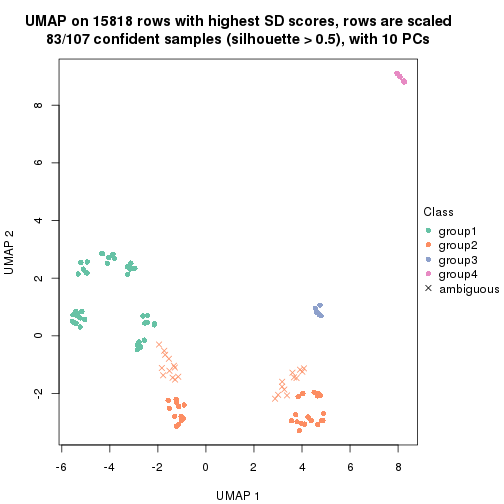 UMAP on 15818 rows with highest SD scores, rows are scaled
83/107 confident samples (silhouette > 0.5), with 10 PCs
UMAP 2
8
6
4
2
0
-2
-6
-4
-2
0
2
4
6
8
UMAP 1
Class
group1
group2
group3
group4
ambiguous